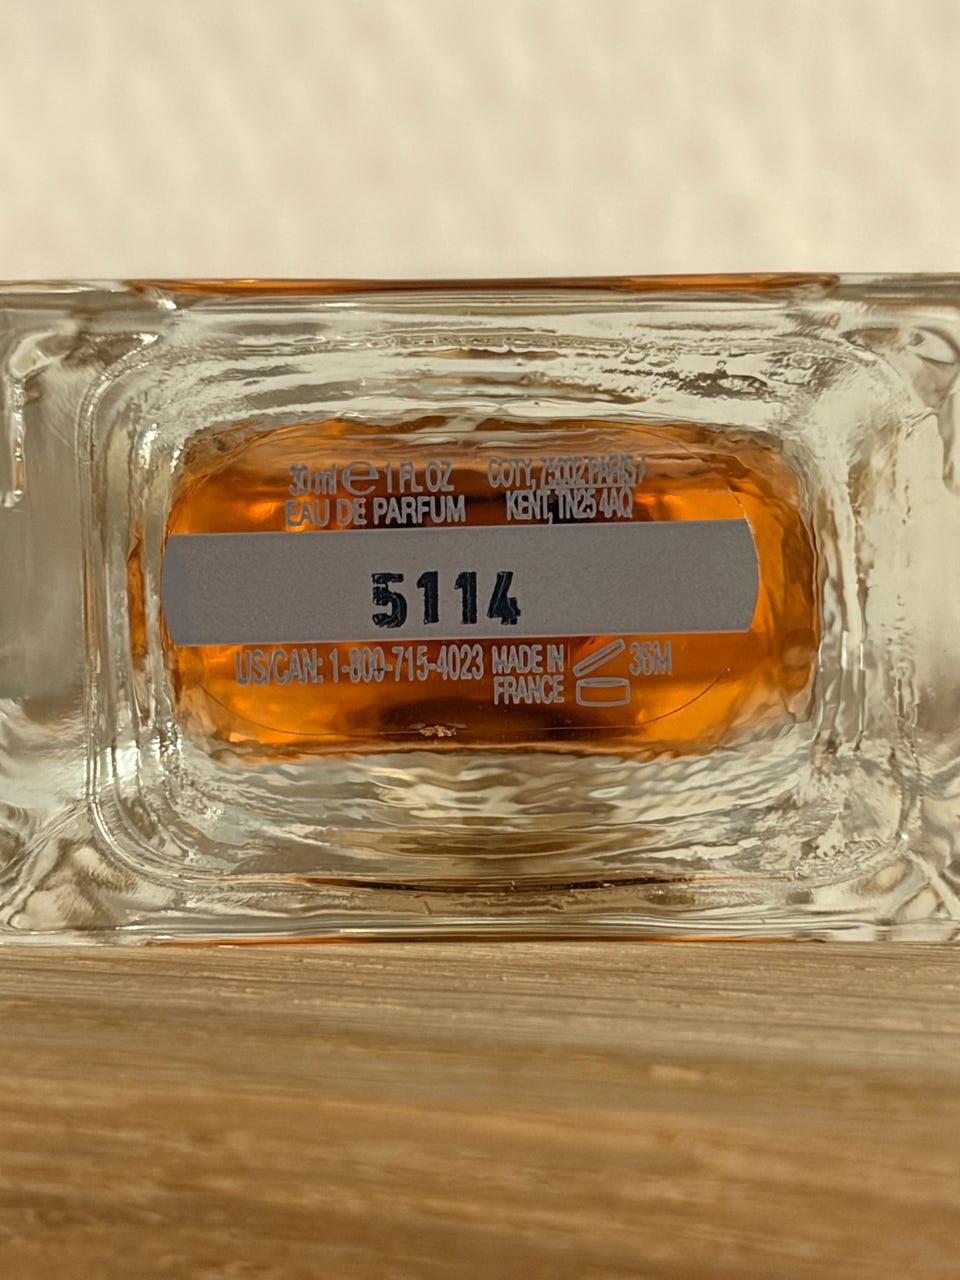 30 ml e 1 FL OZ COTY, 75002 PARIS /
EAU DE PARFUM KENT, TN25 4AQ
5114
US/CAN: 1-800-715-4023 MADE IN 36M
FRANCE